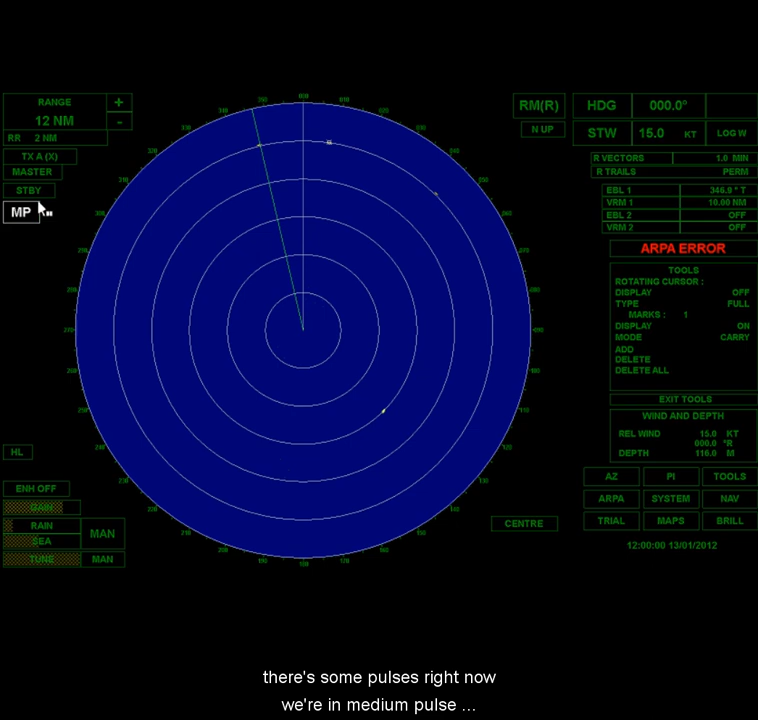 RANGE
+
12 NM
-
RR 2 NM
TX A (X)
MASTER
STBY
MP
HL
ENH OFF
GAIN
RAIN
SEA
MAN
TUNE
MAN
340
350
000
010
RM(R)
N UP
CENTRE
HDG 000.0°
STW 15.0 KT LOG W
R VECTORS 1.0 MIN
R TRAILS PERM
EBL 1 346.9 ° T
VRM 1 10.00 NM
EBL 2 OFF
VRM 2 OFF
ARPA ERROR
TOOLS
ROTATING CURSOR :
DISPLAY OFF
TYPE FULL
MARKS : 1
DISPLAY ON
MODE CARRY
ADD
DELETE
DELETE ALL
EXIT TOOLS
WIND AND DEPTH
REL WIND 15.0 KT
000.0 °R
DEPTH 116.0 M
AZ PI TOOLS
ARPA SYSTEM NAV
TRIAL MAPS BRILL
12:00:00 13/01/2012
there's some pulses right now
we're in medium pulse ...